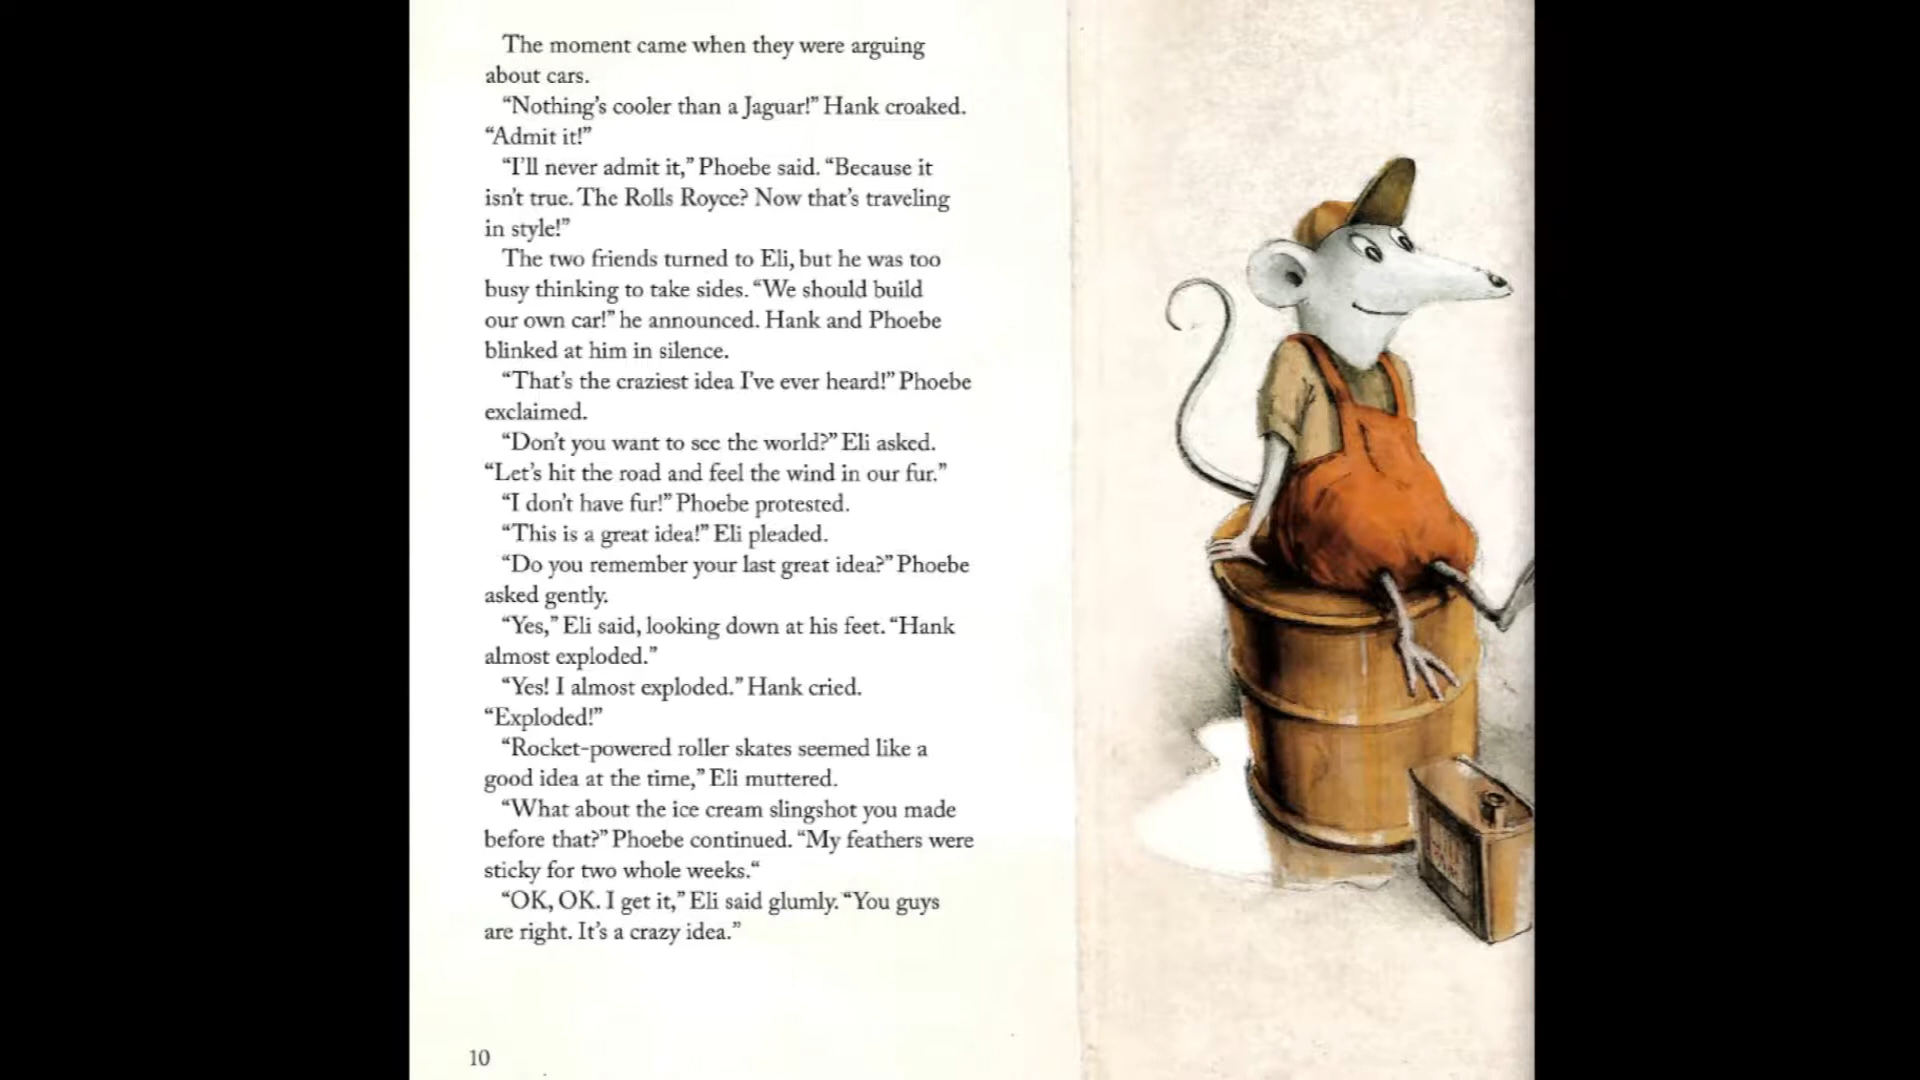 The moment came when they were arguing
about cars.
“Nothing’s cooler than a Jaguar!” Hank croaked.
“Admit it!”
“I’ll never admit it,” Phoebe said. “Because it
isn’t true. The Rolls Royce? Now that’s traveling
in style!”
The two friends turned to Eli, but he was too
busy thinking to take sides. “We should build
our own car!” he announced. Hank and Phoebe
blinked at him in silence.
“That’s the craziest idea I’ve ever heard!” Phoebe
exclaimed.
“Don’t you want to see the world?” Eli asked.
“Let’s hit the road and feel the wind in our fur.”
“I don’t have fur!” Phoebe protested.
“This is a great idea!” Eli pleaded.
“Do you remember your last great idea?” Phoebe
asked gently.
“Yes,” Eli said, looking down at his feet. “Hank
almost exploded.”
“Yes! I almost exploded.” Hank cried.
“Exploded!”
“Rocket-powered roller skates seemed like a
good idea at the time,” Eli muttered.
“What about the ice cream slingshot you made
before that?” Phoebe continued. “My feathers were
sticky for two whole weeks.“
“OK, OK. I get it,” Eli said glumly. “You guys
are right. It’s a crazy idea.”
10